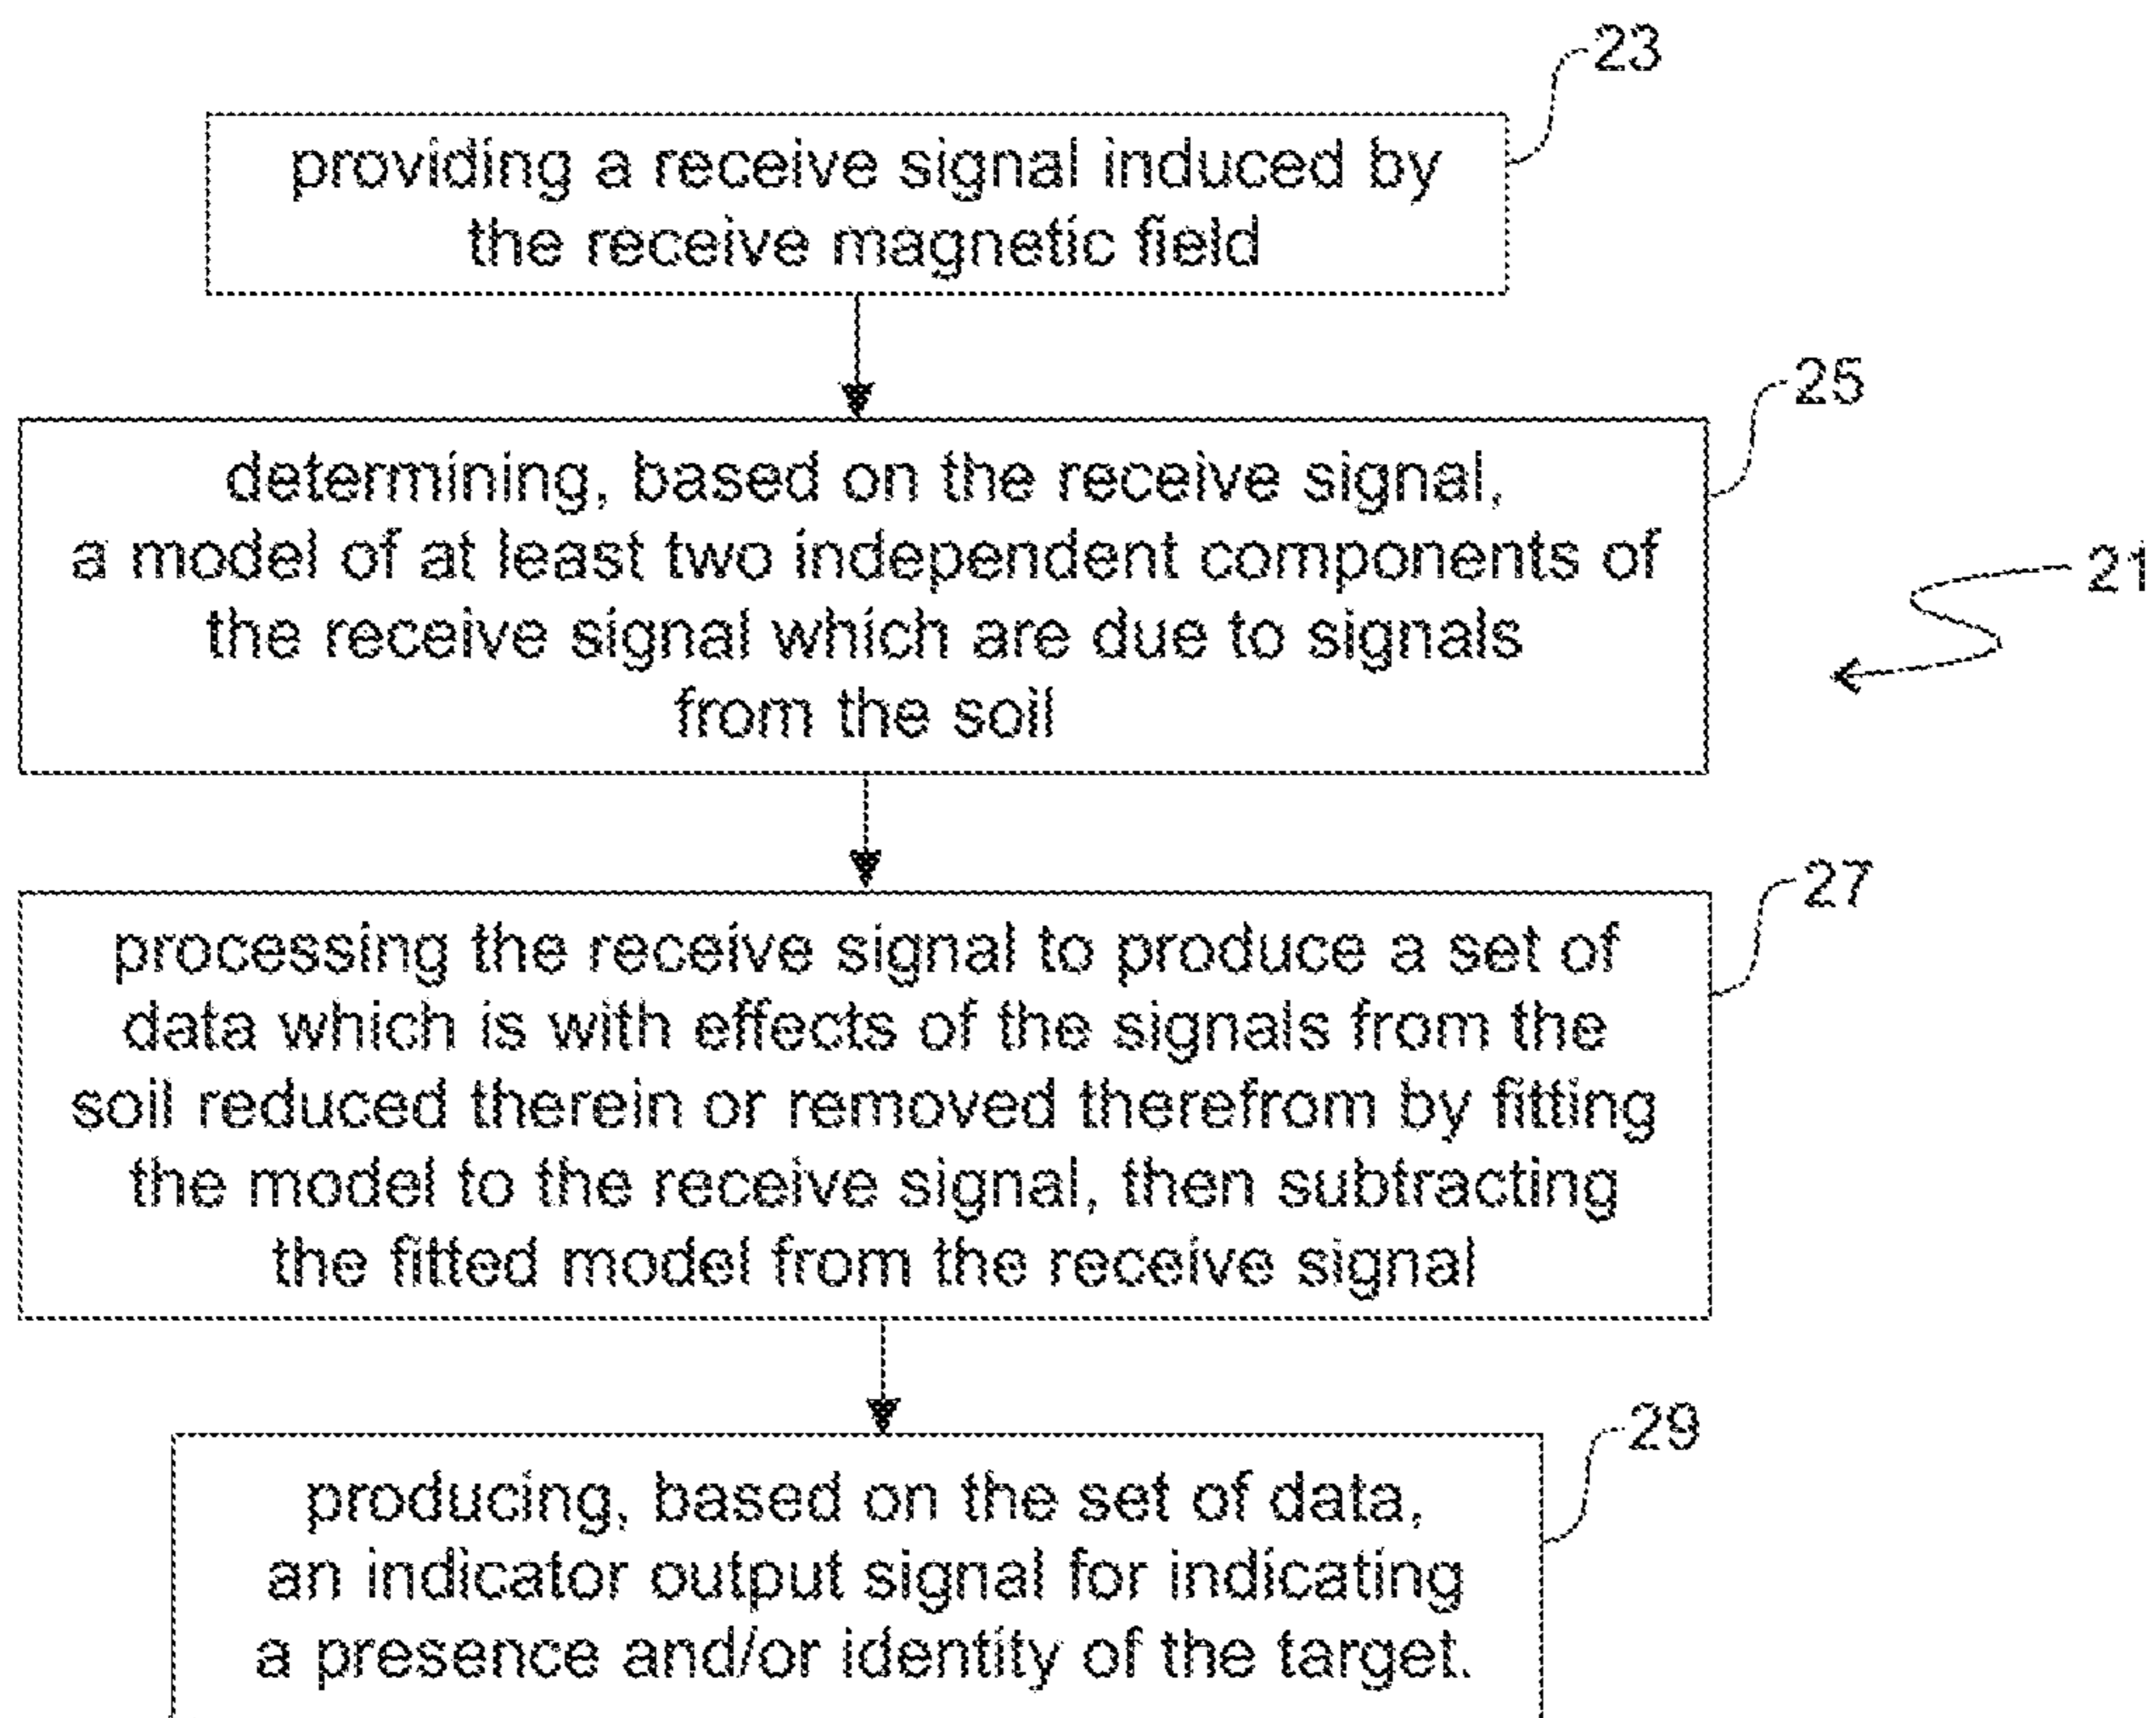 23
providing a receive signal induced by
the receive magnetic field
25
determining, based on the receive signal,
a model of at least two independent components of
the receive signal which are due to signals
from the soil
21
27
processing the receive signal to produce a set of
data which is with effects of the signals from the
soil reduced therein or removed therefrom by fitting
the model to the receive signal, then subtracting
the fitted model from the receive signal
29
producing, based on the set of data,
an indicator output signal for indicating
a presence and/or identity of the target.